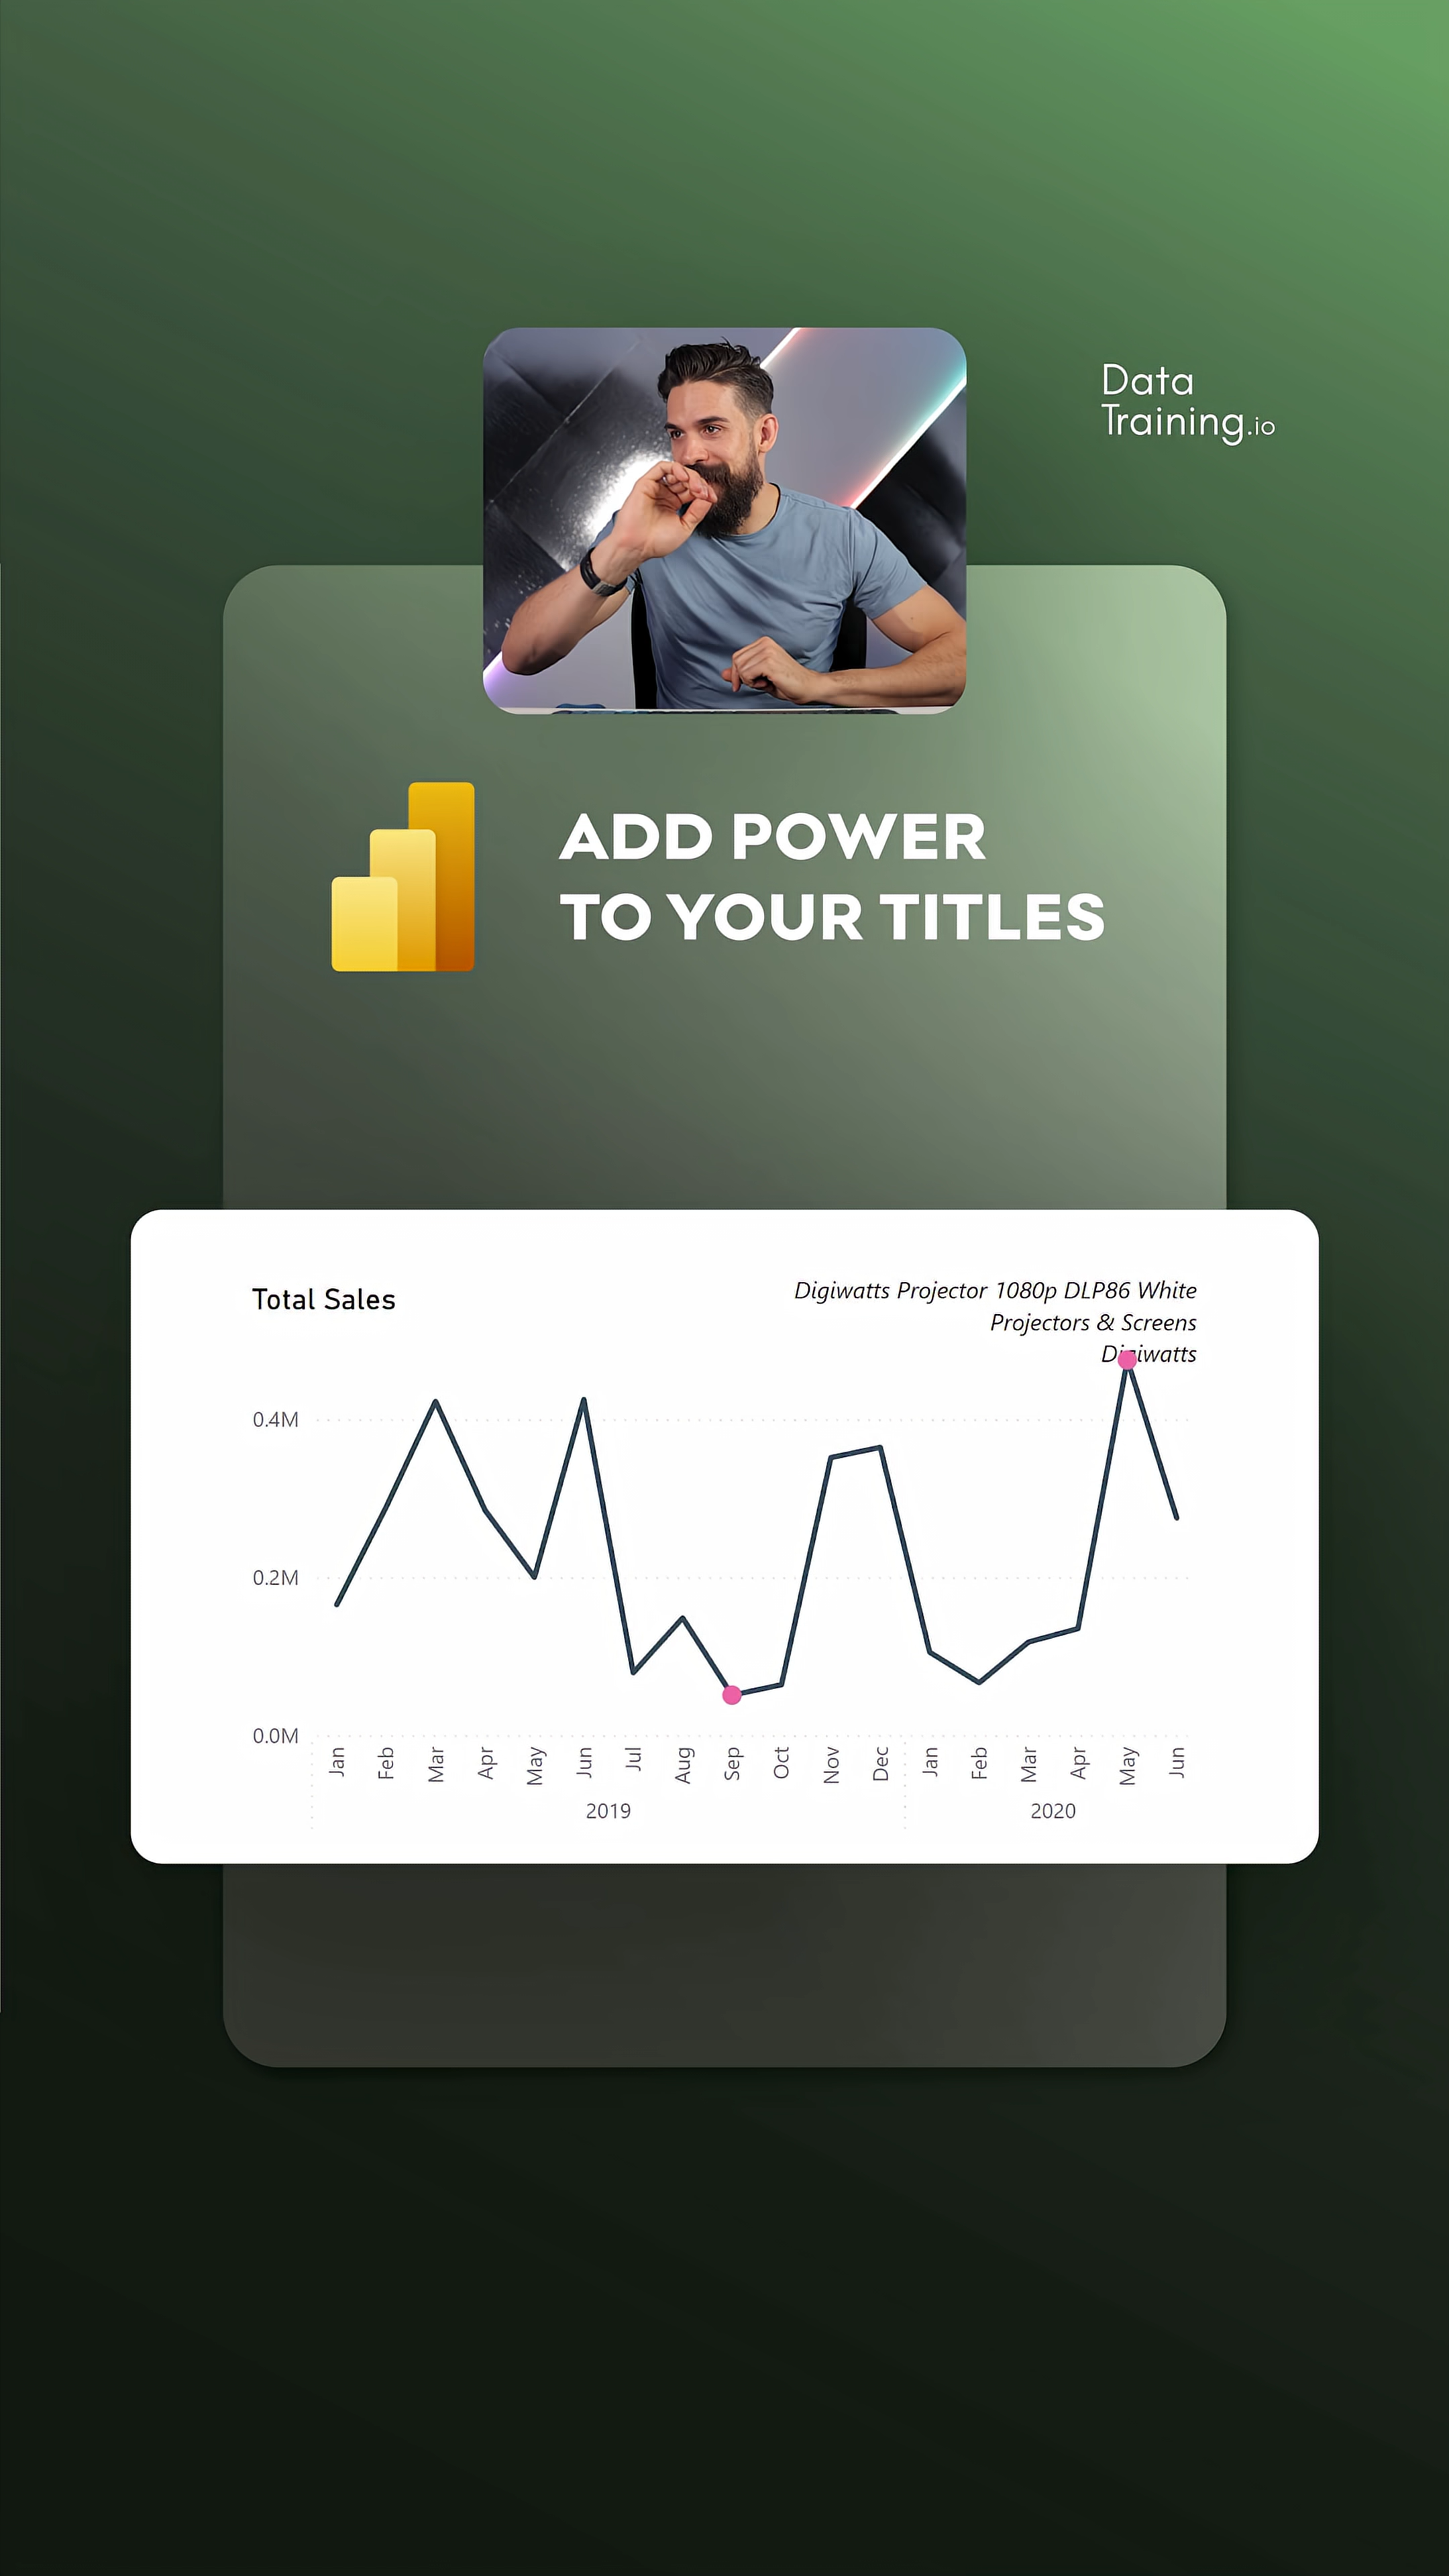 Data
Training.io
ADD POWER
TO YOUR TITLES
Total Sales
Digiwatts Projector 1080p DLP86 White
Projectors & Screens
Digiwatts
0.4M
0.2M
0.0M
Jan Feb Mar Apr May Jun Jul Aug Sep Oct Nov Dec Jan Feb Mar Apr May Jun
2019 2020